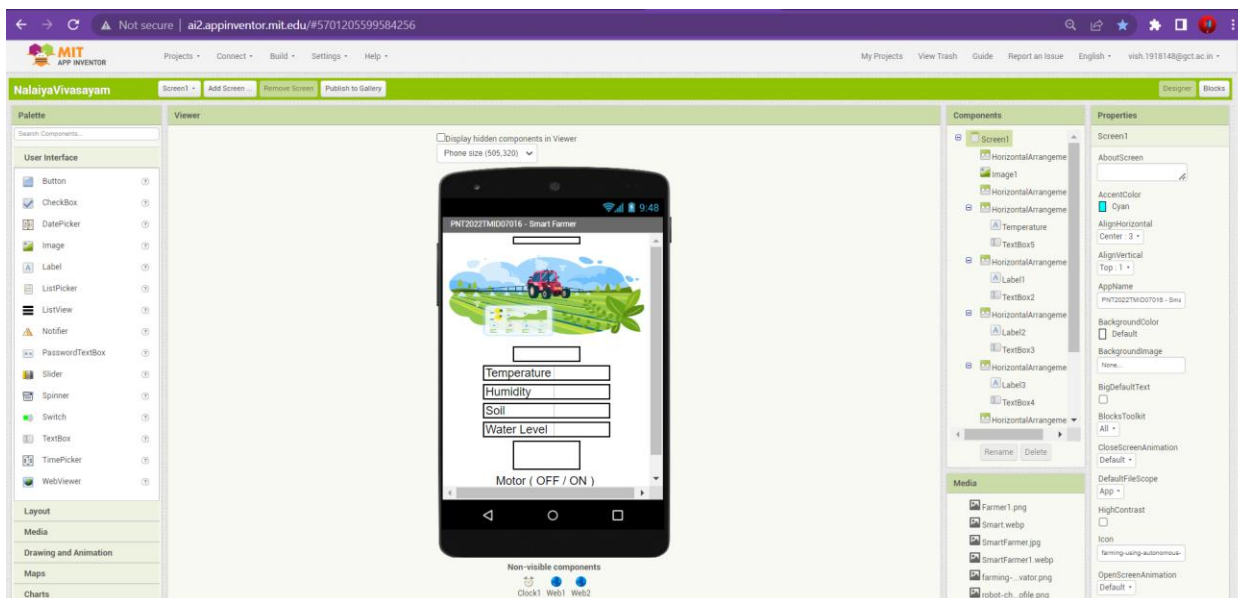 Not secure | ai2.appinventor.mit.edu/#5701205599584256
MIT
APP INVENTOR
Projects
Connect
Build
Settings
Help
My Projects
View Trash
Guide
Report an Issue
English
vish.1918148@gct.ac.in
NalaiyaVivasayam
Screen1
Add Screen ...
Remove Screen
Publish to Gallery
Designer
Blocks
Palette
Search Components...
User Interface
Button
CheckBox
DatePicker
Image
Label
ListPicker
ListView
Notifier
PasswordTextBox
Slider
Spinner
Switch
TextBox
TimePicker
WebViewer
Layout
Media
Drawing and Animation
Maps
Charts
Viewer
Display hidden components in Viewer
Phone size (505,320)
9:48
PNT2022TMID07016 - Smart Farmer
Temperature
Humidity
Soil
Water Level
Motor ( OFF / ON )
Non-visible components
Clock1 Web1 Web2
Components
Screen1
HorizontalArrangeme
Image1
HorizontalArrangeme
HorizontalArrangeme
Temperature
TextBox5
HorizontalArrangeme
Label1
TextBox2
HorizontalArrangeme
Label2
TextBox3
HorizontalArrangeme
Label3
TextBox4
HorizontalArrangeme
Rename
Delete
Media
Farmer1.png
Smart.webp
SmartFarmer.jpg
SmartFarmer1.webp
farming-...vator.png
robot-ch...ofile.png
Properties
Screen1
AboutScreen
AccentColor
Cyan
AlignHorizontal
Center : 3
AlignVertical
Top : 1
AppName
PNT2022TMID07016 - Sma
BackgroundColor
Default
BackgroundImage
None...
BigDefaultText
BlocksToolkit
All
CloseScreenAnimation
Default
DefaultFileScope
App
HighContrast
Icon
farming-using-autonomous-
OpenScreenAnimation
Default